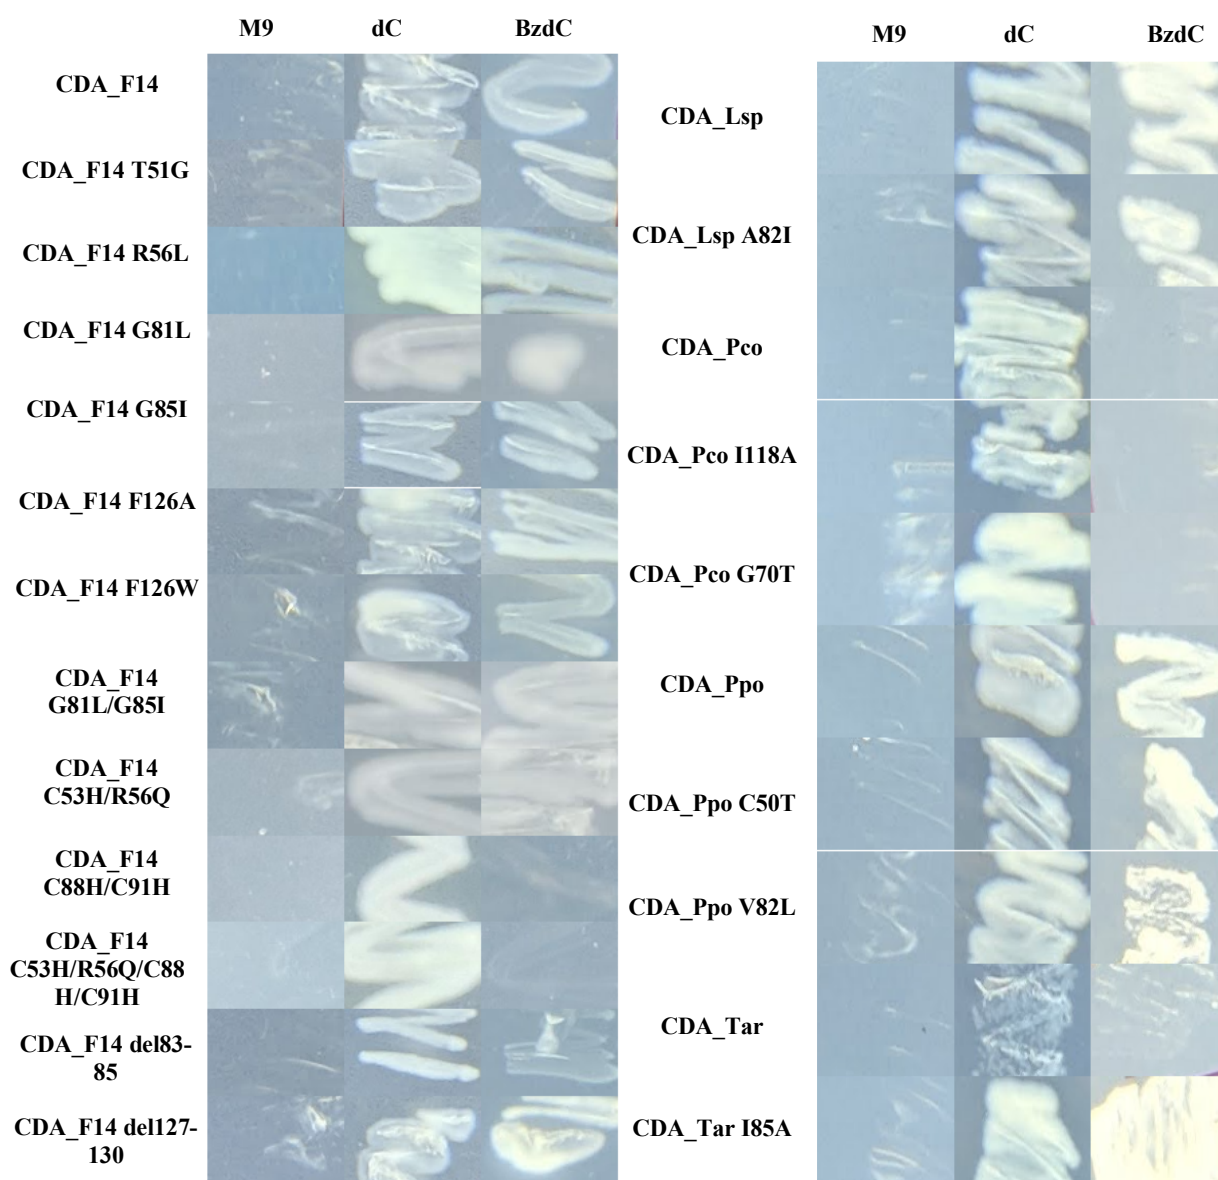 M9 dC BzdC
CDA_F14
CDA_F14 T51G
CDA_F14 R56L
CDA_F14 G81L
CDA_F14 G85I
CDA_F14 F126A
CDA_F14 F126W
CDA_F14
G81L/G85I
CDA_F14
C53H/R56Q
CDA_F14
C88H/C91H
CDA_F14
C53H/R56Q/C88
H/C91H
CDA_F14 del83-
85
CDA_F14 del127-
130
M9 dC BzdC
CDA_Lsp
CDA_Lsp A82I
CDA_Pco
CDA_Pco I118A
CDA_Pco G70T
CDA_Ppo
CDA_Ppo C50T
CDA_Ppo V82L
CDA_Tar
CDA_Tar I85A